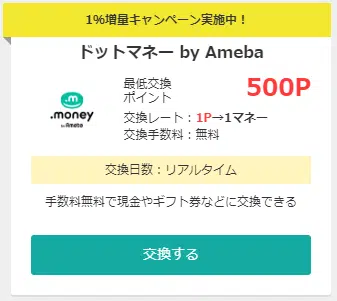 1%増量キャンペーン実施中！
ドットマネー by Ameba
最低交換
ポイント
500P
.m
.money
by Ameba
交換レート：1P→1マネー
交換手数料：無料
交換日数：リアルタイム
手数料無料で現金やギフト券などに交換できる
交換する